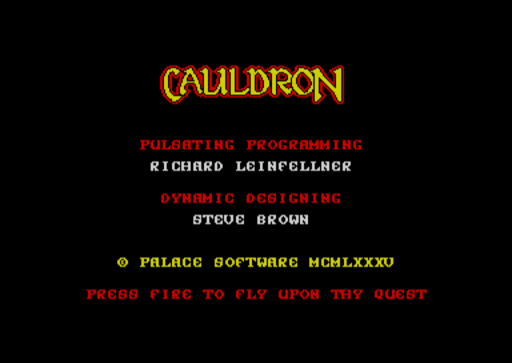 CAULDRON
PULSATING PROGRAMMING
RICHARD LEINFELLNER
DYNAMIC DESIGNING
STEVE BROWN
© PALACE SOFTWARE MCMLXXXV
PRESS FIRE TO FLY UPON THY QUEST